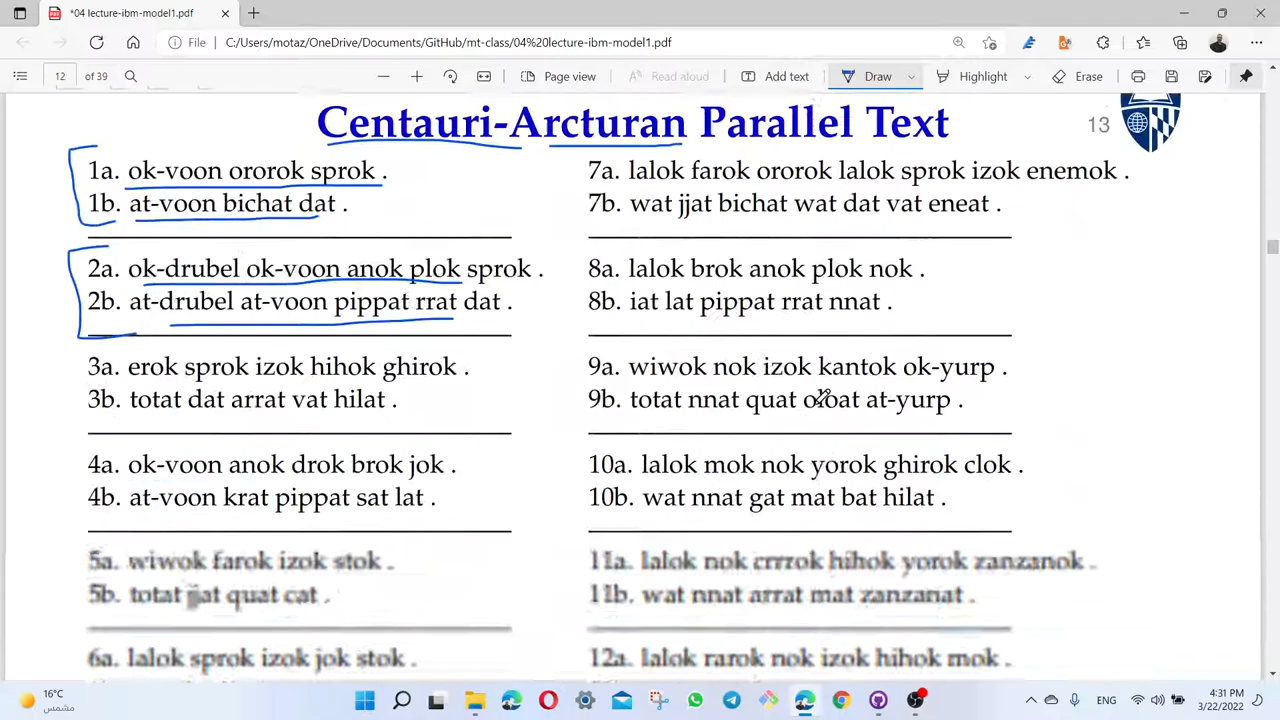 *04 lecture-ibm-model1.pdf
File C:/Users/motaz/OneDrive/Documents/GitHub/mt-class/04%20lecture-ibm-model1.pdf
12 of 39 Page view Read aloud Add text Draw Highlight Erase
Centauri-Arcturan Parallel Text 13
1a. ok-voon ororok sprok .
1b. at-voon bichat dat .
2a. ok-drubel ok-voon anok plok sprok .
2b. at-drubel at-voon pippat rrat dat .
3a. erok sprok izok hihok ghirok .
3b. totat dat arrat vat hilat .
4a. ok-voon anok drok brok jok .
4b. at-voon krat pippat sat lat .
5a. wiwok farok izok stok .
5b. totat jjat quat cat .
6a. lalok sprok izok jok stok .
7a. lalok farok ororok lalok sprok izok enemok .
7b. wat jjat bichat wat dat vat eneat .
8a. lalok brok anok plok nok .
8b. iat lat pippat rrat nnat .
9a. wiwok nok izok kantok ok-yurp .
9b. totat nnat quat oloat at-yurp .
10a. lalok mok nok yorok ghirok clok .
10b. wat nnat gat mat bat hilat .
11a. lalok nok crrrok hihok yorok zanzanok .
11b. wat nnat arrat mat zanzanat .
12a. lalok rarok nok izok hihok mok .
16°C
مشمس
ENG
4:31 PM
3/22/2022